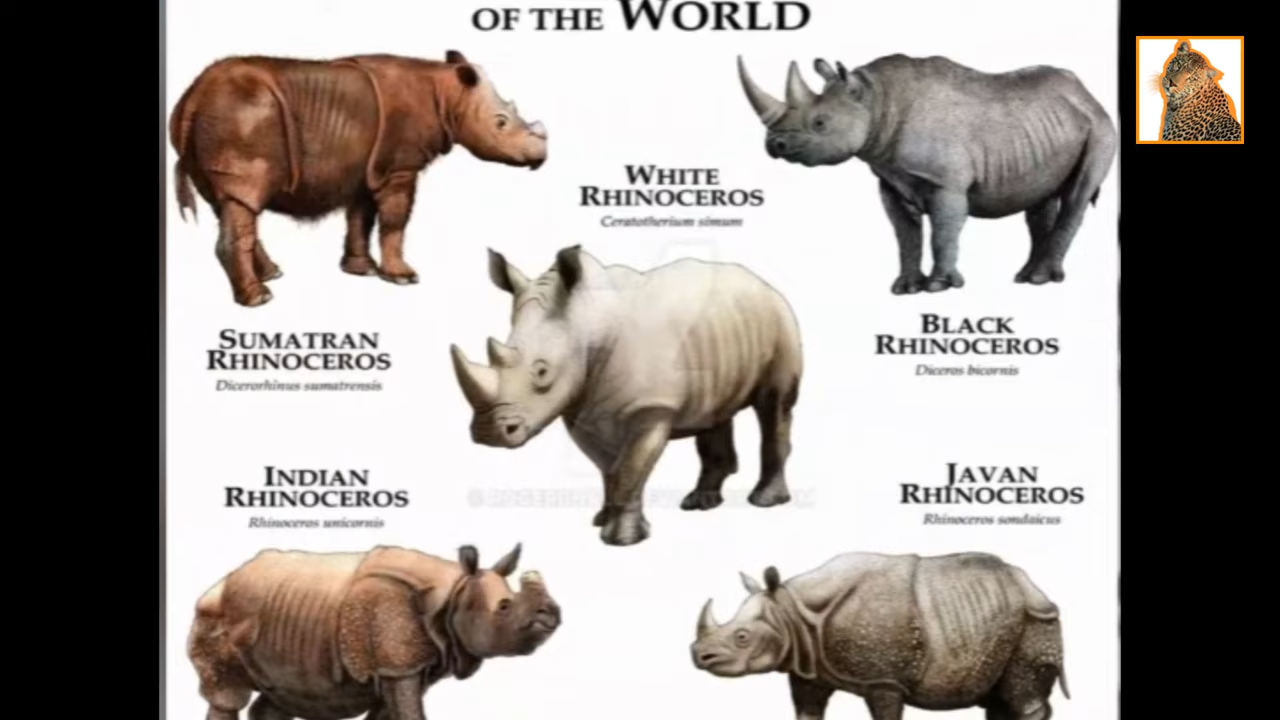 OF THE WORLD
WHITE
RHINOCEROS
Ceratotherium simum
SUMATRAN
RHINOCEROS
Dicerorhinus sumatrensis
BLACK
RHINOCEROS
Diceros bicornis
INDIAN
RHINOCEROS
Rhinoceros unicornis
JAVAN
RHINOCEROS
Rhinoceros sondaicus